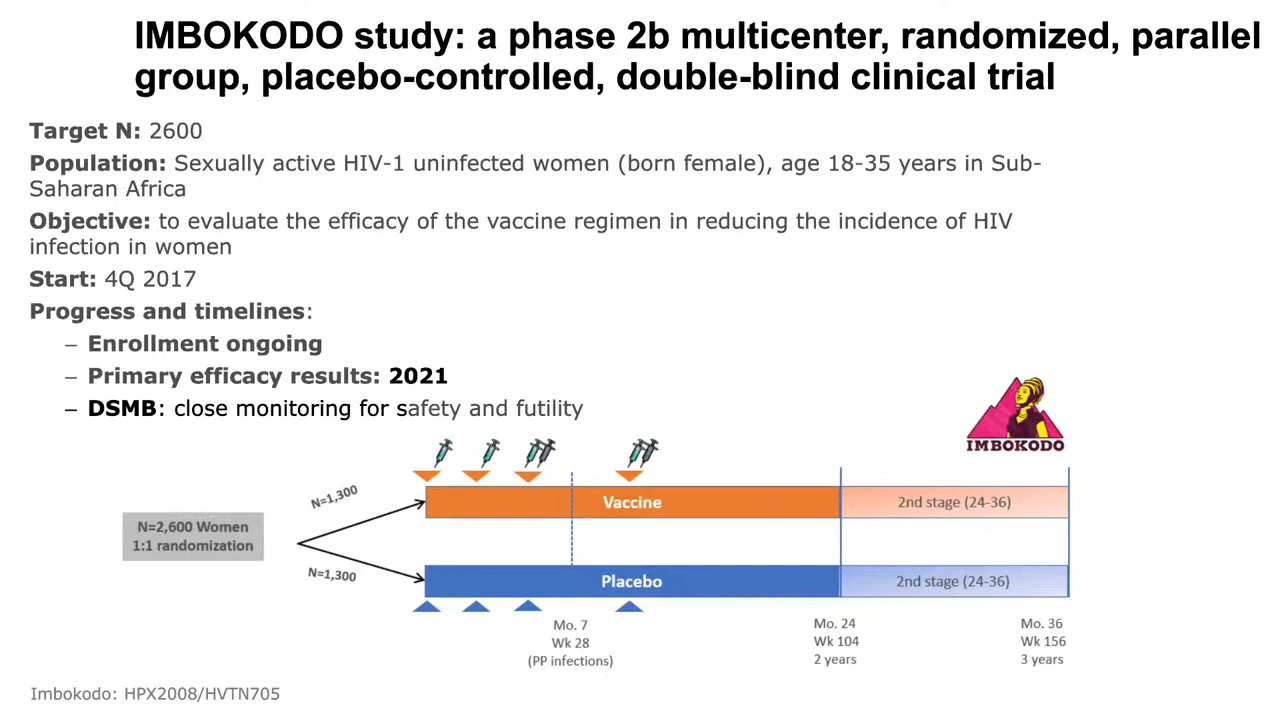 IMBOKODO study: a phase 2b multicenter, randomized, parallel
group, placebo-controlled, double-blind clinical trial
Target N: 2600
Population: Sexually active HIV-1 uninfected women (born female), age 18-35 years in Sub-
Saharan Africa
Objective: to evaluate the efficacy of the vaccine regimen in reducing the incidence of HIV
infection in women
Start: 4Q 2017
Progress and timelines:
– Enrollment ongoing
– Primary efficacy results: 2021
– DSMB: close monitoring for safety and futility
IMBOKODO
N=2,600 Women
1:1 randomization
N=1,300
N=1,300
Vaccine
2nd stage (24-36)
Placebo
2nd stage (24-36)
Mo. 7
Wk 28
(PP infections)
Mo. 24
Wk 104
2 years
Mo. 36
Wk 156
3 years
Imbokodo: HPX2008/HVTN705